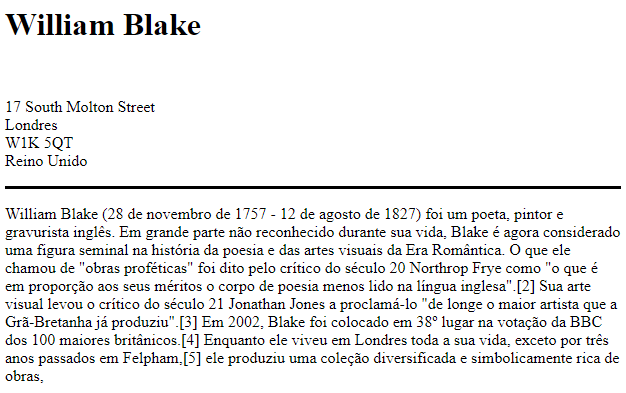 William Blake
17 South Molton Street
Londres
W1K 5QT
Reino Unido
William Blake (28 de novembro de 1757 - 12 de agosto de 1827) foi um poeta, pintor e
gravurista inglês. Em grande parte não reconhecido durante sua vida, Blake é agora considerado
uma figura seminal na história da poesia e das artes visuais da Era Romântica. O que ele
chamou de "obras proféticas" foi dito pelo crítico do século 20 Northrop Frye como "o que é
em proporção aos seus méritos o corpo de poesia menos lido na língua inglesa".[2] Sua arte
visual levou o crítico do século 21 Jonathan Jones a proclamá-lo "de longe o maior artista que a
Grã-Bretanha já produziu".[3] Em 2002, Blake foi colocado em 38º lugar na votação da BBC
dos 100 maiores britânicos.[4] Enquanto ele viveu em Londres toda a sua vida, exceto por três
anos passados em Felpham,[5] ele produziu uma coleção diversificada e simbolicamente rica de
obras,